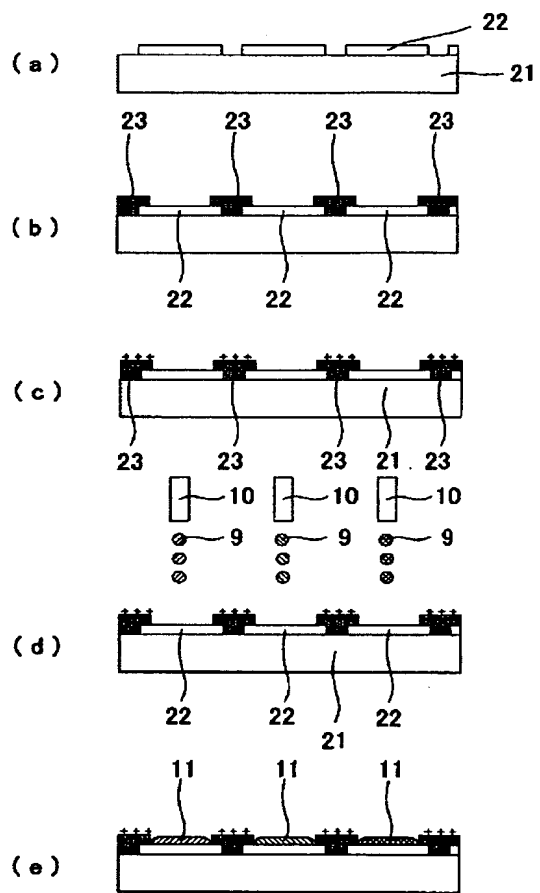 22
(a)
21
23 23 23 23
(b)
22 22 22
+++ +++ +++ +++
(c)
23 23 23 21 23
10 10 10
9 9 9
+++ +++ +++ +++
(d)
22 22 22
21
11 11 11
+++ +++ +++ +++
(e)